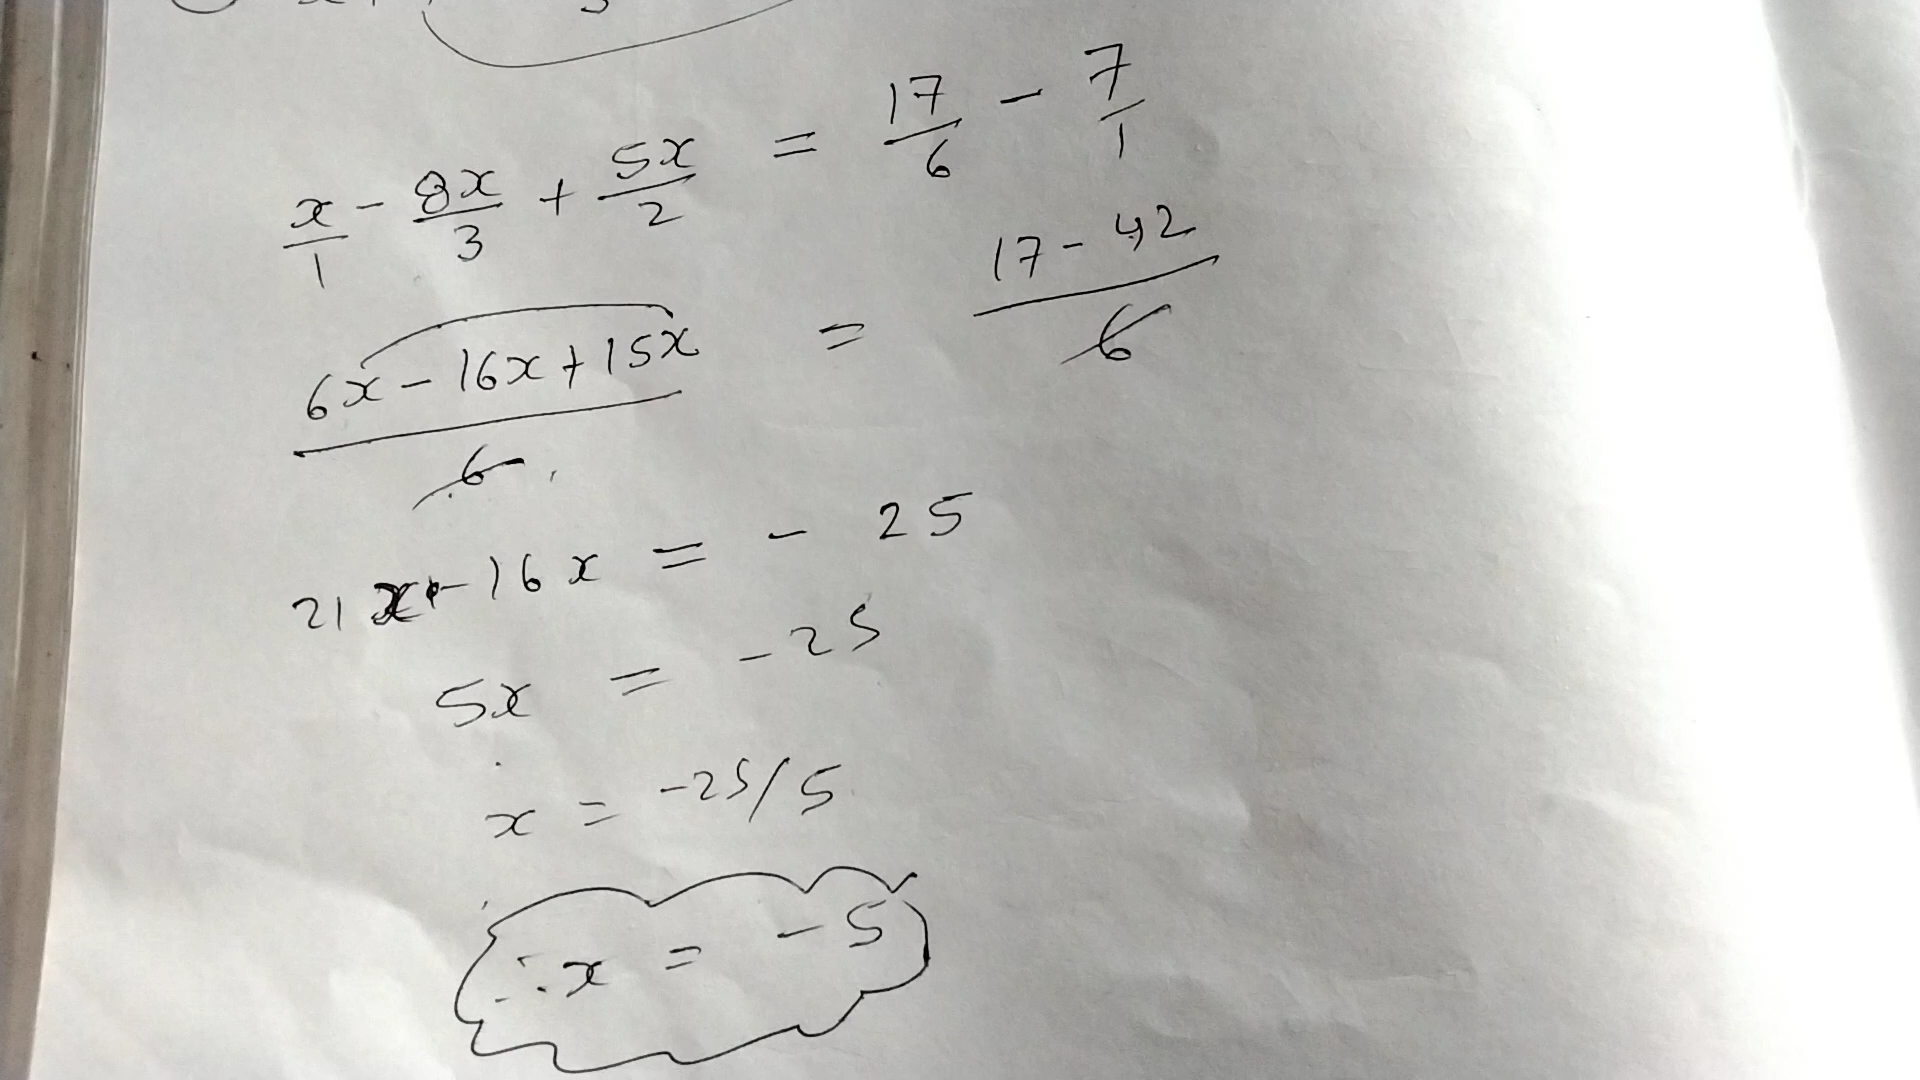 x/1 - 8x/3 + 5x/2 = 17/6 - 7/1
(6x - 16x + 15x)/6 = (17 - 42)/6
21x - 16x = - 25
5x = - 25
x = -25/5
∴ x = - 5